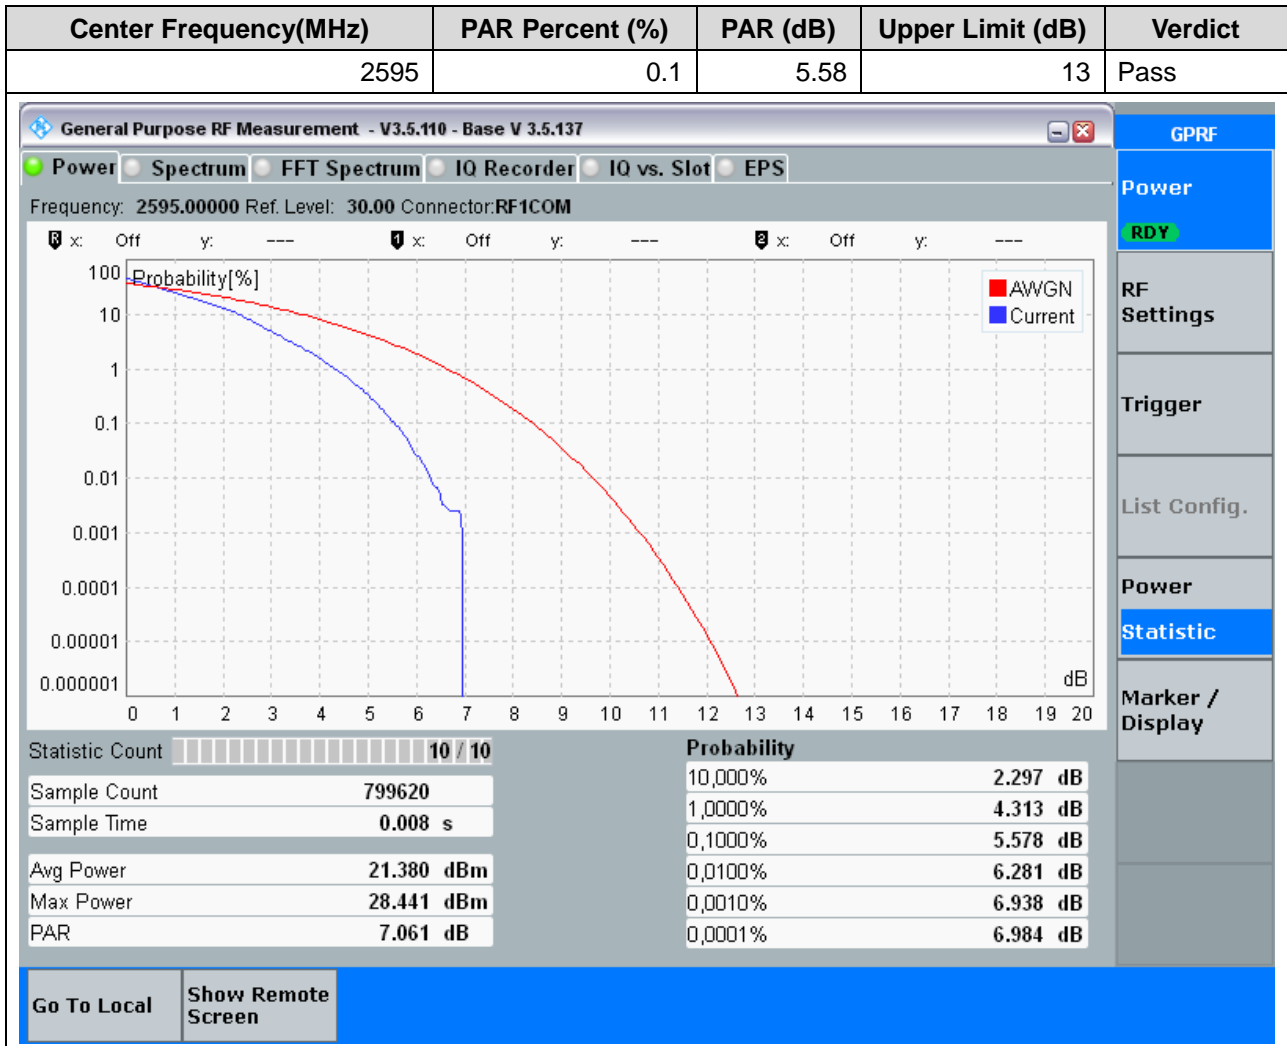 Center Frequency(MHz) PAR Percent (%) PAR (dB) Upper Limit (dB) Verdict
2595 0.1 5.58 13 Pass
General Purpose RF Measurement - V3.5.110 - Base V 3.5.137
GPRF
Power Spectrum FFT Spectrum IQ Recorder IQ vs. Slot EPS
Power
RDY
Frequency: 2595.00000 Ref. Level: 30.00 Connector:RF1COM
R x: Off y: --- 1 x: Off y: --- 2 x: Off y: ---
Probability[%]
AWGN
Current
100
10
1
0.1
0.01
0.001
0.0001
0.00001
0.000001
dB
0 1 2 3 4 5 6 7 8 9 10 11 12 13 14 15 16 17 18 19 20
RF
Settings
Trigger
List Config.
Power
Statistic
Marker /
Display
Statistic Count 10 / 10
Sample Count 799620
Sample Time 0.008 s
Avg Power 21.380 dBm
Max Power 28.441 dBm
PAR 7.061 dB
Probability
10,000% 2.297 dB
1,0000% 4.313 dB
0,1000% 5.578 dB
0,0100% 6.281 dB
0,0010% 6.938 dB
0,0001% 6.984 dB
Go To Local
Show Remote
Screen